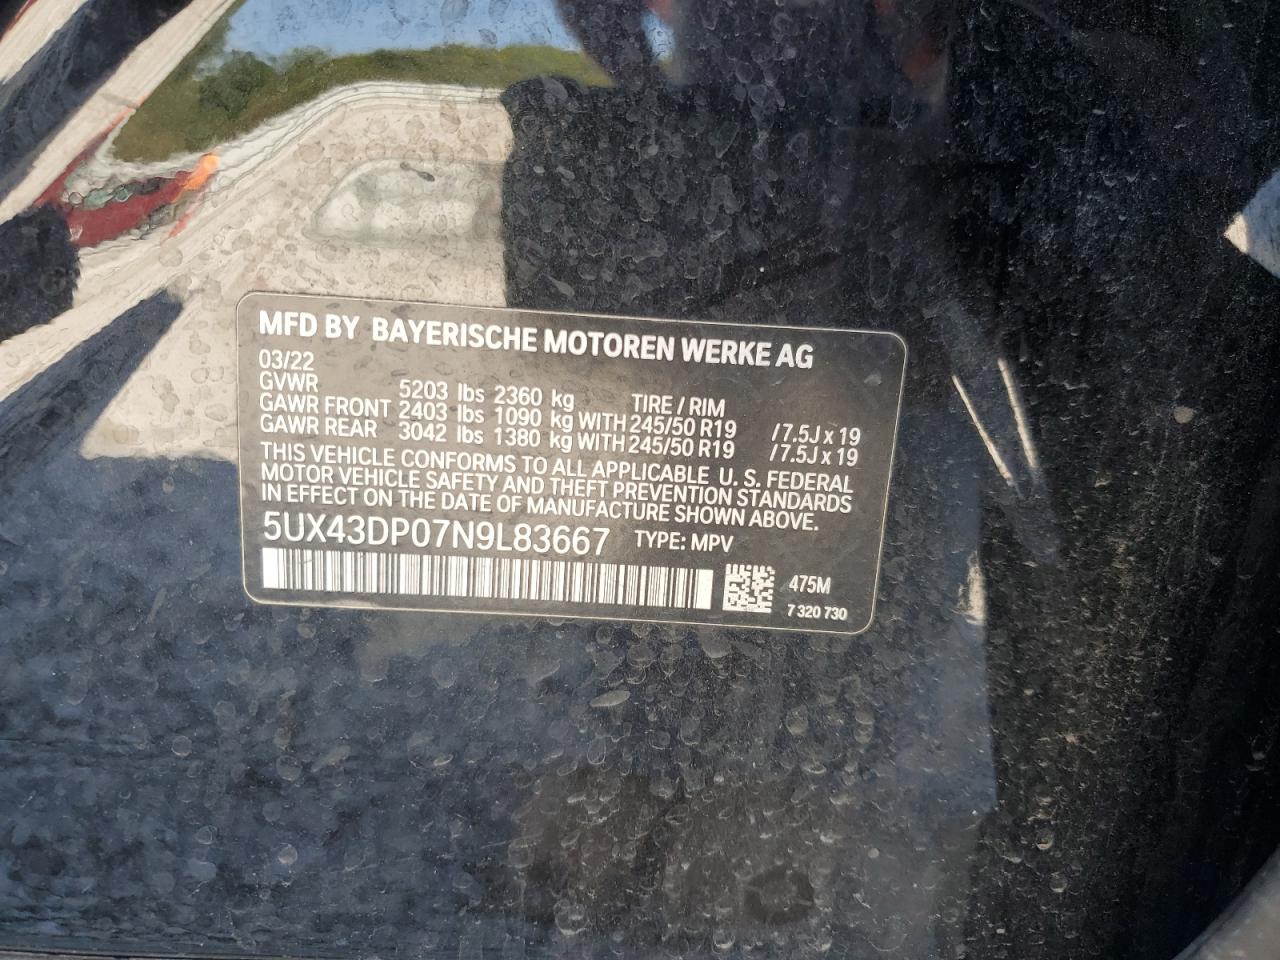 MFD BY BAYERISCHE MOTOREN WERKE AG
03/22
GVWR 5203 lbs 2360 kg TIRE / RIM
GAWR FRONT 2403 lbs 1090 kg WITH 245/50 R19 / 7.5J x 19
GAWR REAR 3042 lbs 1380 kg WITH 245/50 R19 / 7.5J x 19
THIS VEHICLE CONFORMS TO ALL APPLICABLE U. S. FEDERAL
MOTOR VEHICLE SAFETY AND THEFT PREVENTION STANDARDS
IN EFFECT ON THE DATE OF MANUFACTURE SHOWN ABOVE.
5UX43DP07N9L83667 TYPE: MPV
475M
7 320 730